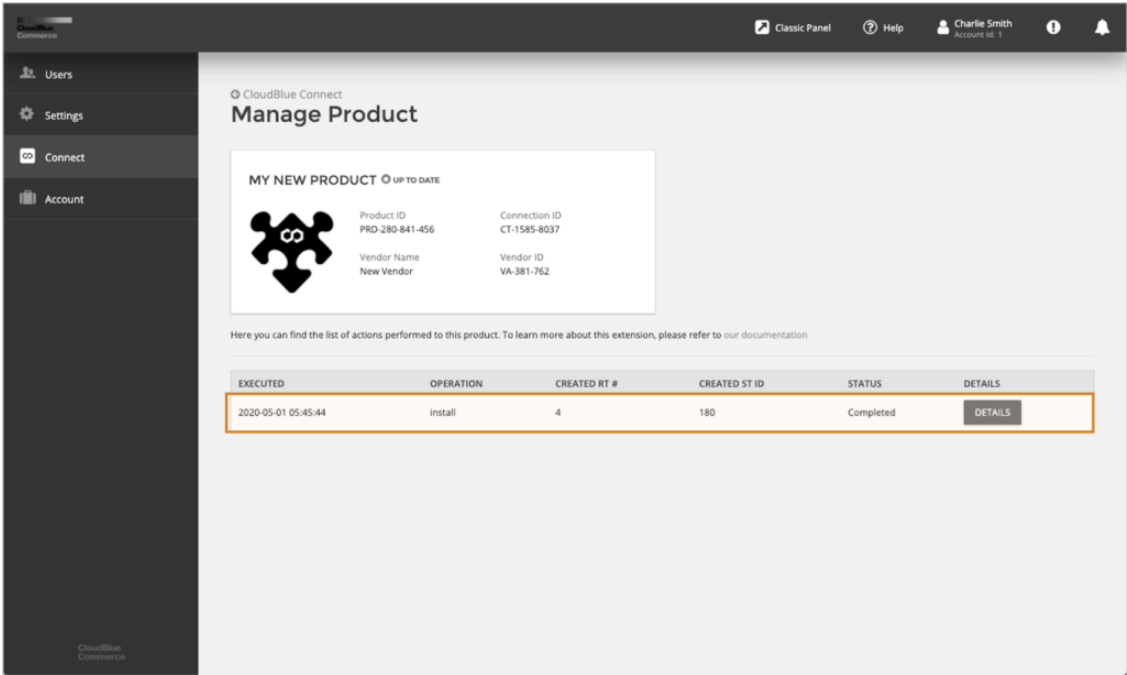 CloudBlue
Commerce
Classic Panel
Help
Charlie Smith
Account Id: 1
Users
Settings
Connect
Account
CloudBlue Connect
Manage Product
MY NEW PRODUCT UP TO DATE
Product ID
PRD-280-841-456
Connection ID
CT-1585-8037
Vendor Name
New Vendor
Vendor ID
VA-381-762
Here you can find the list of actions performed to this product. To learn more about this extension, please refer to our documentation
EXECUTED OPERATION CREATED RT # CREATED ST ID STATUS DETAILS
2020-05-01 05:45:44 install 4 180 Completed DETAILS
CloudBlue
Commerce